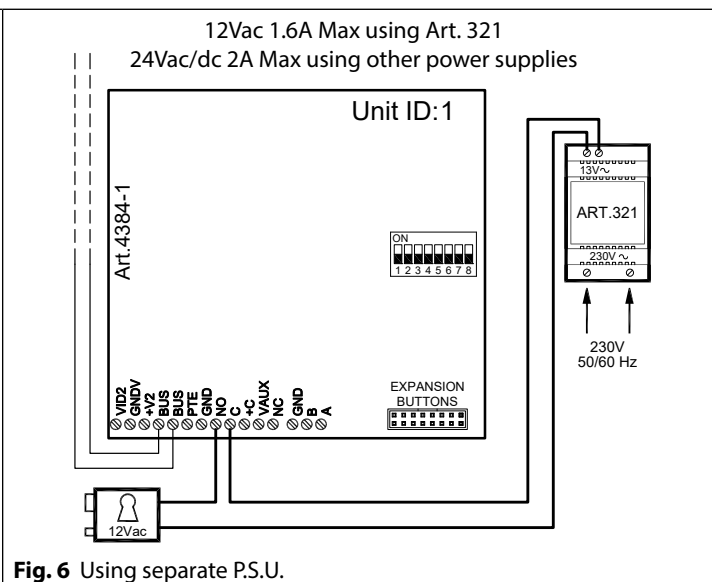 12Vac 1.6A Max using Art. 321
24Vac/dc 2A Max using other power supplies
Unit ID:1
Art.4384-1
ON
1 2 3 4 5 6 7 8
13V~
ART.321
230V ~
230V
50/60 Hz
EXPANSION
BUTTONS
VID2
GNDV
+V2
BUS
BUS
PTE
GND
NO
C
+C
VAUX
NC
GND
B
A
12Vac
Fig. 6 Using separate P.S.U.